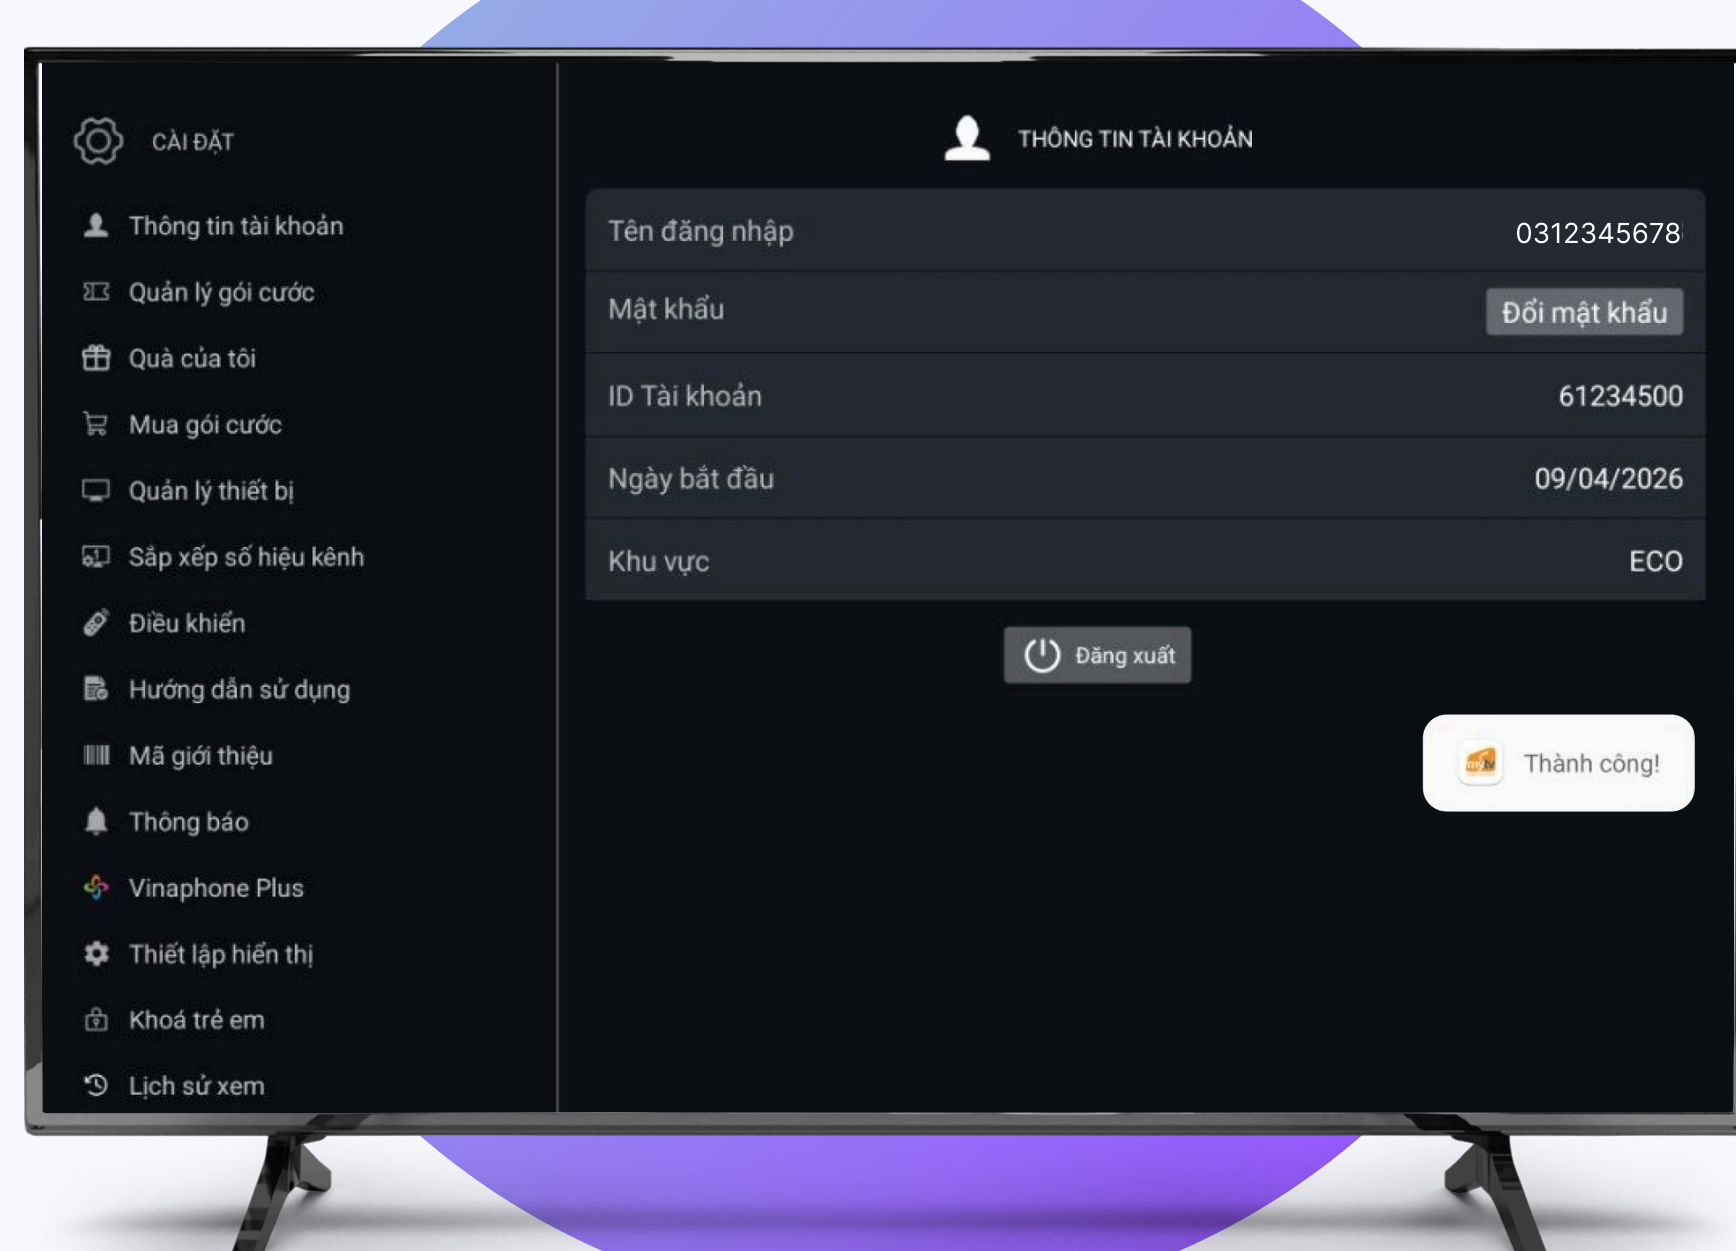 CÀI ĐẶT
Thông tin tài khoản
Quản lý gói cước
Quà của tôi
Mua gói cước
Quản lý thiết bị
Sắp xếp số hiệu kênh
Điều khiển
Hướng dẫn sử dụng
Mã giới thiệu
Thông báo
Vinaphone Plus
Thiết lập hiển thị
Khoá trẻ em
Lịch sử xem
THÔNG TIN TÀI KHOẢN
Tên đăng nhập 0312345678
Mật khẩu Đổi mật khẩu
ID Tài khoản 61234500
Ngày bắt đầu 09/04/2026
Khu vực ECO
Đăng xuất
mytv Thành công!